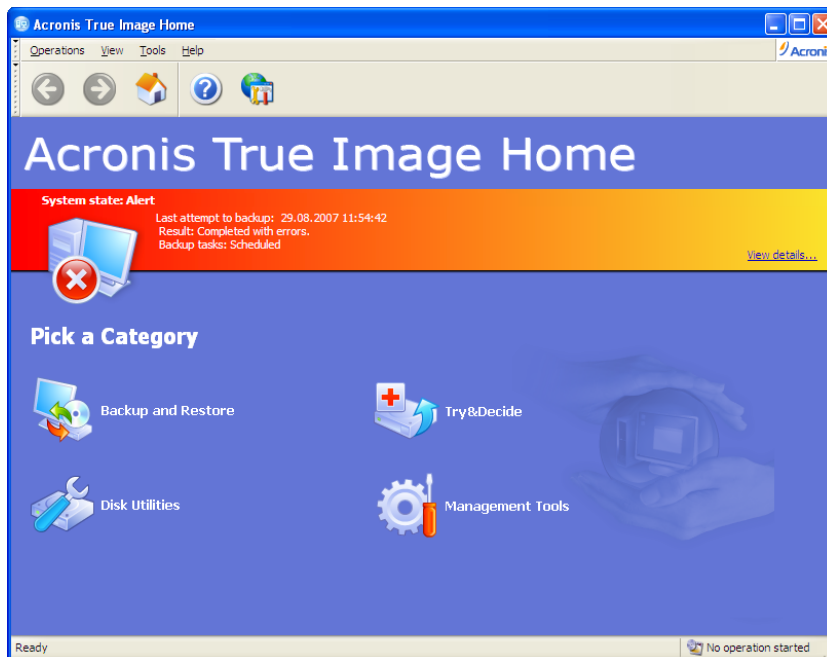 Acronis True Image Home
Operations View Tools Help
Acroni
Acronis True Image Home
System state: Alert
Last attempt to backup: 29.08.2007 11:54:42
Result: Completed with errors.
Backup tasks: Scheduled
View details...
Pick a Category
Backup and Restore
Try&Decide
Disk Utilities
Management Tools
Ready
No operation started